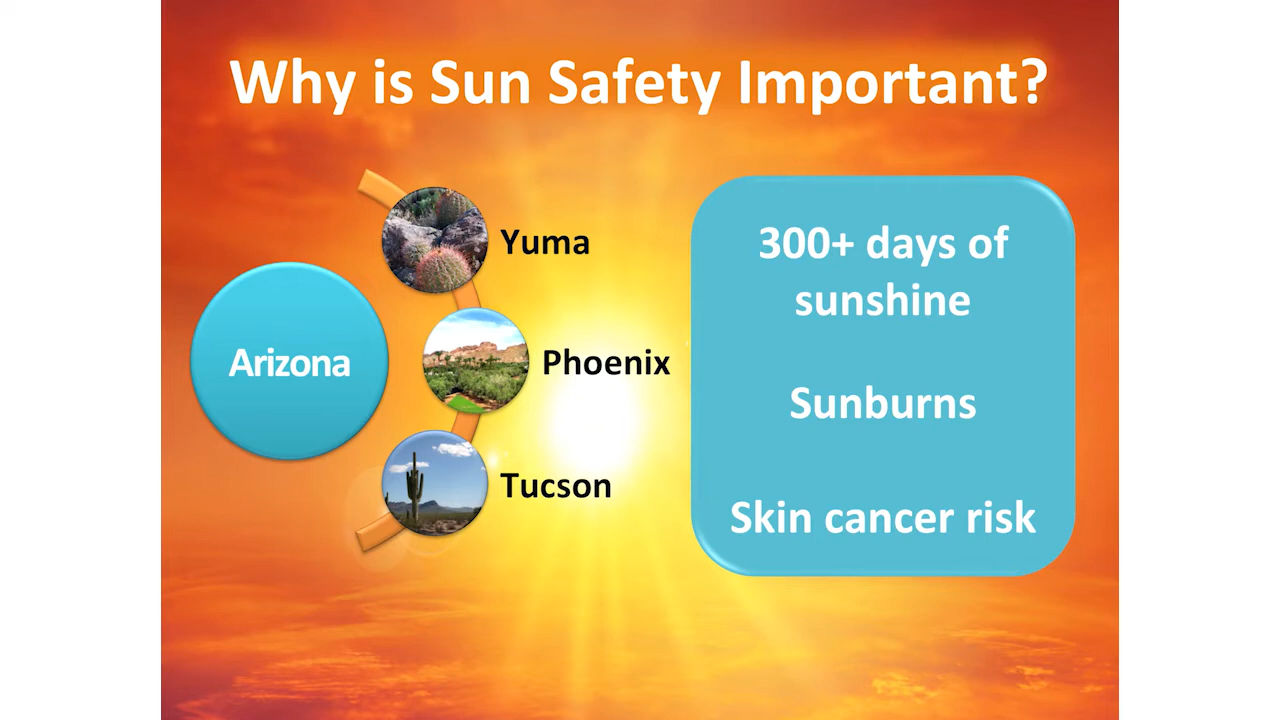 Why is Sun Safety Important?
Arizona
Yuma
Phoenix
Tucson
300+ days of
sunshine
Sunburns
Skin cancer risk